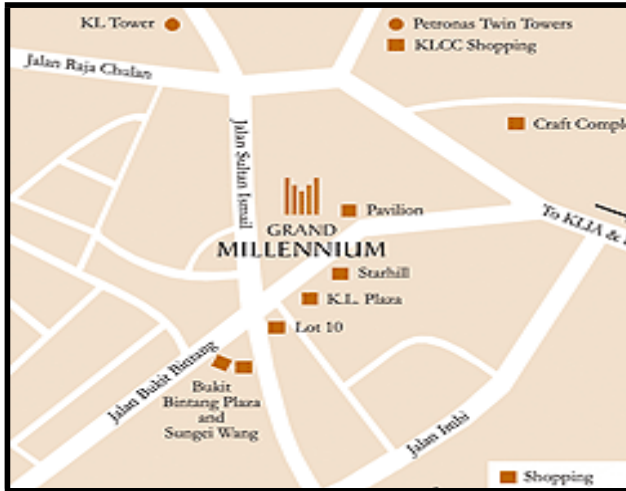 KL Tower
Petronas Twin Towers
KLCC Shopping
Jalan Raja Chulan
Craft Comple
Jalan Sultan Ismail
Pavilion
To KLIA &
GRAND
MILLENNIUM
Starhill
K.L. Plaza
Lot 10
Jalan Bukit Bintang
Bukit
Bintang Plaza
and
Sungei Wang
Jalan Imbi
Shopping